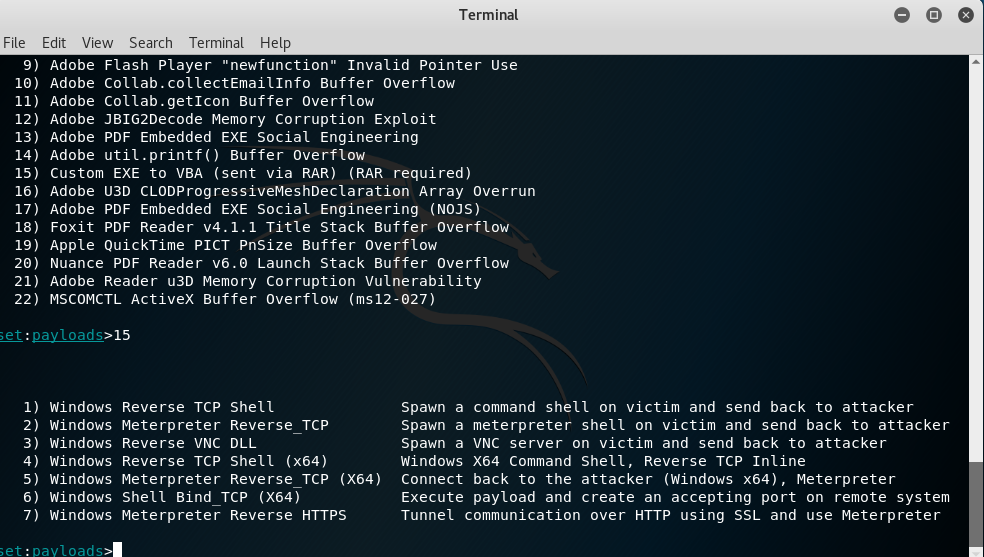 Terminal
File Edit View Search Terminal Help
9) Adobe Flash Player "newfunction" Invalid Pointer Use
10) Adobe Collab.collectEmailInfo Buffer Overflow
11) Adobe Collab.getIcon Buffer Overflow
12) Adobe JBIG2Decode Memory Corruption Exploit
13) Adobe PDF Embedded EXE Social Engineering
14) Adobe util.printf() Buffer Overflow
15) Custom EXE to VBA (sent via RAR) (RAR required)
16) Adobe U3D CLODProgressiveMeshDeclaration Array Overrun
17) Adobe PDF Embedded EXE Social Engineering (NOJS)
18) Foxit PDF Reader v4.1.1 Title Stack Buffer Overflow
19) Apple QuickTime PICT PnSize Buffer Overflow
20) Nuance PDF Reader v6.0 Launch Stack Buffer Overflow
21) Adobe Reader u3D Memory Corruption Vulnerability
22) MSCOMCTL ActiveX Buffer Overflow (ms12-027)
set:payloads>15
1) Windows Reverse TCP Shell Spawn a command shell on victim and send back to attacker
2) Windows Meterpreter Reverse_TCP Spawn a meterpreter shell on victim and send back to attacker
3) Windows Reverse VNC DLL Spawn a VNC server on victim and send back to attacker
4) Windows Reverse TCP Shell (x64) Windows X64 Command Shell, Reverse TCP Inline
5) Windows Meterpreter Reverse_TCP (X64) Connect back to the attacker (Windows x64), Meterpreter
6) Windows Shell Bind_TCP (X64) Execute payload and create an accepting port on remote system
7) Windows Meterpreter Reverse HTTPS Tunnel communication over HTTP using SSL and use Meterpreter
set:payloads>